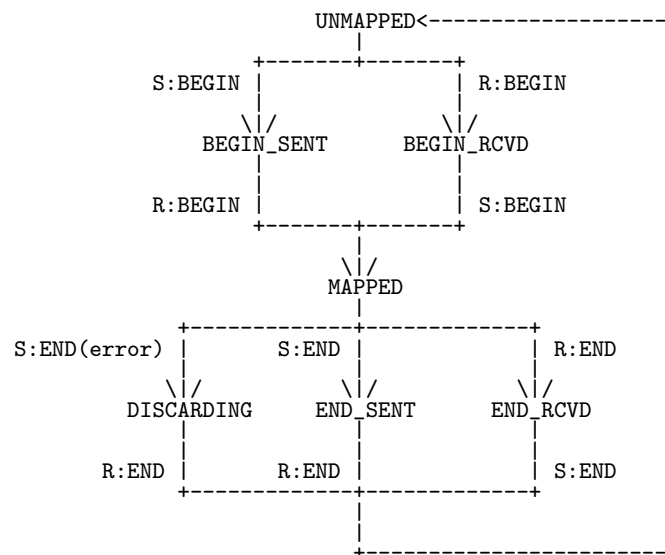 UNMAPPED<
S:BEGIN R:BEGIN
BEGIN_SENT BEGIN_RCVD
R:BEGIN S:BEGIN
MAPPED
S:END(error) S:END R:END
DISCARDING END_SENT END_RCVD
R:END R:END S:END